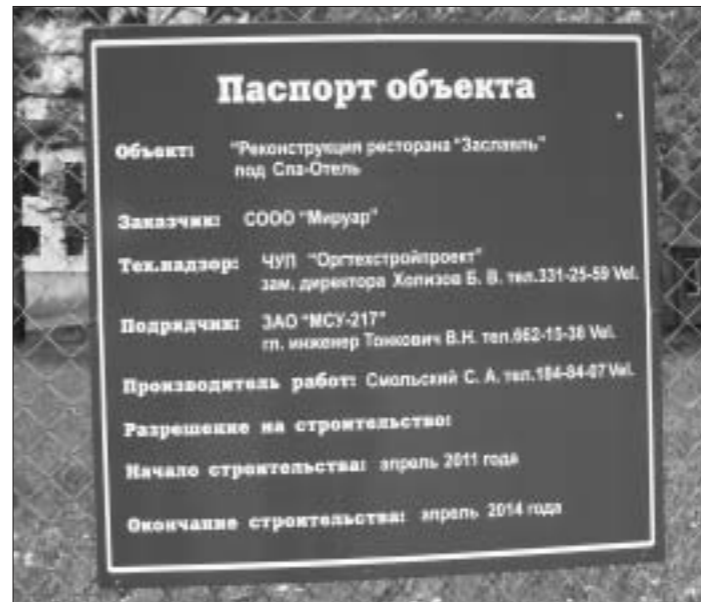 Паспорт объекта
Объект: "Реконструкция ресторана "Заславль"
под Спа-Отель
Заказчик: СООО "Мируар"
Тех.надзор: ЧУП "Оргтехстройпроект"
зам. директора Холизов Б. В. тел.331-25-59 Vel.
Подрядчик: ЗАО "МСУ-217"
гл. инженер Тонкович В.Н. тел.662-15-38 Vel.
Производитель работ: Смольский С. А. тел.184-84-07 Vel.
Разрешение на строительство:
Начало строительства: апрель 2011 года
Окончание строительства: апрель 2014 года